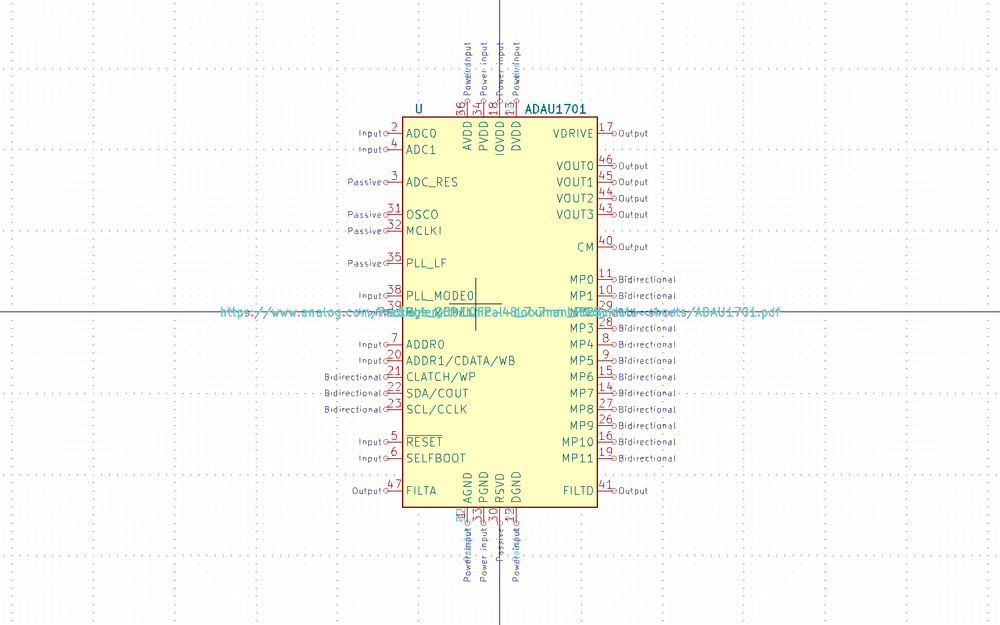 Power input
Power input
Power input
Power input
36
34
18
U
ADAU1701
AVDD
PVDD
IOVDD
DVDD
Input 2 ADC0
VDRIVE 17 Output
Input 4 ADC1
VOUT0 46 Output
Passive 3 ADC_RES
VOUT1 45 Output
VOUT2 44 Output
Passive 31 OSCO
VOUT3 43 Output
Passive 32 MCLKI
CM 40 Output
Passive 35 PLL_LF
MP0 11 Bidirectional
Input 38 PLL_MODE0
MP1 10 Bidirectional
39
29
MP3 28 Bidirectional
Input 7 ADDR0
MP4 8 Bidirectional
Input 20 ADDR1/CDATA/WB
MP5 9 Bidirectional
Bidirectional 21 CLATCH/WP
MP6 15 Bidirectional
Bidirectional 22 SDA/COUT
MP7 14 Bidirectional
Bidirectional 23 SCL/CCLK
MP8 27 Bidirectional
MP9 26 Bidirectional
Input 5 RESET
MP10 16 Bidirectional
Input 6 SELFBOOT
MP11 19 Bidirectional
Output 47 FILTA
FILTD 41 Output
AGND
PGND
RSVD
DGND
33
30
12
Power input
Power input
Passive
Power input